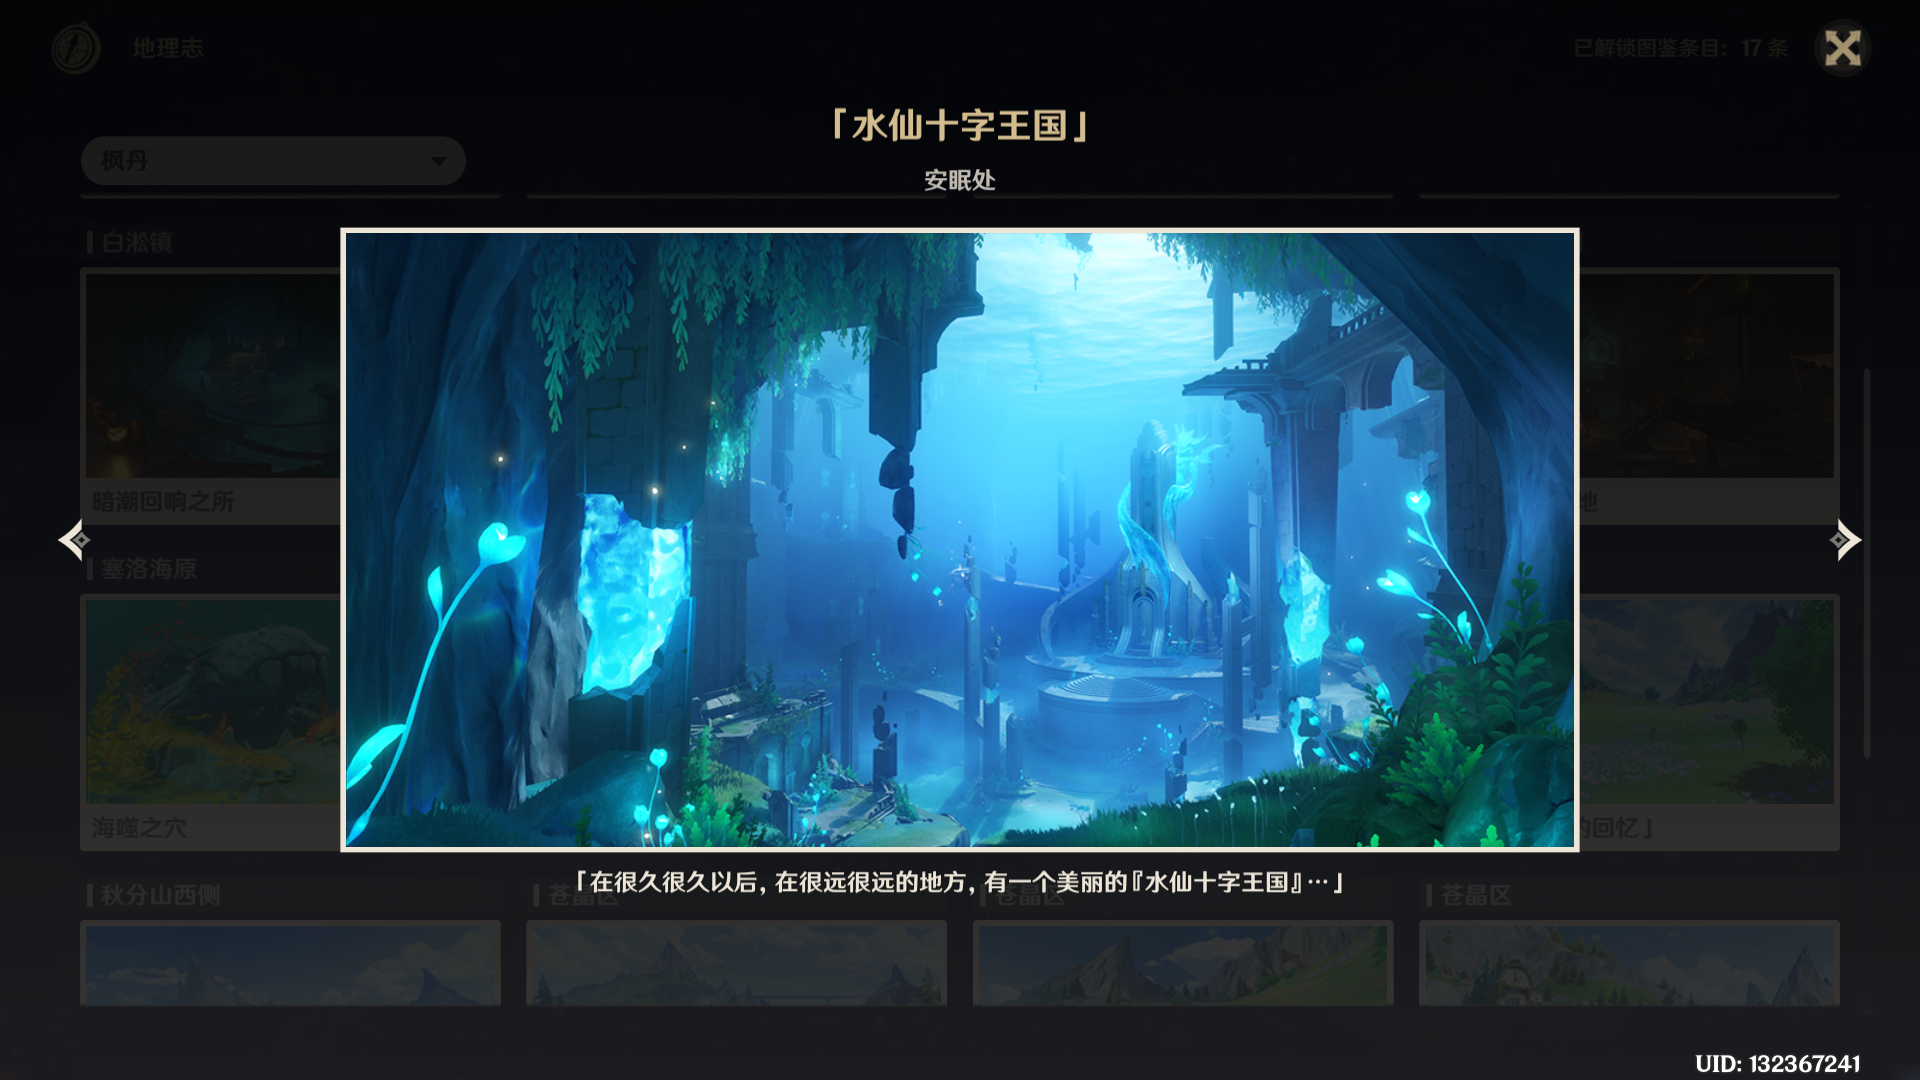 地理志
已解锁图鉴条目: 17 条
「水仙十字王国」
枫丹
安眠处
白淞镇
暗潮回响之所
地
塞洛海原
海噬之穴
的回忆」
「在很久很久以后, 在很远很远的地方, 有一个美丽的『水仙十字王国』…」
秋分山西侧
苍晶区
苍晶区
苍晶区
UID: 132367241